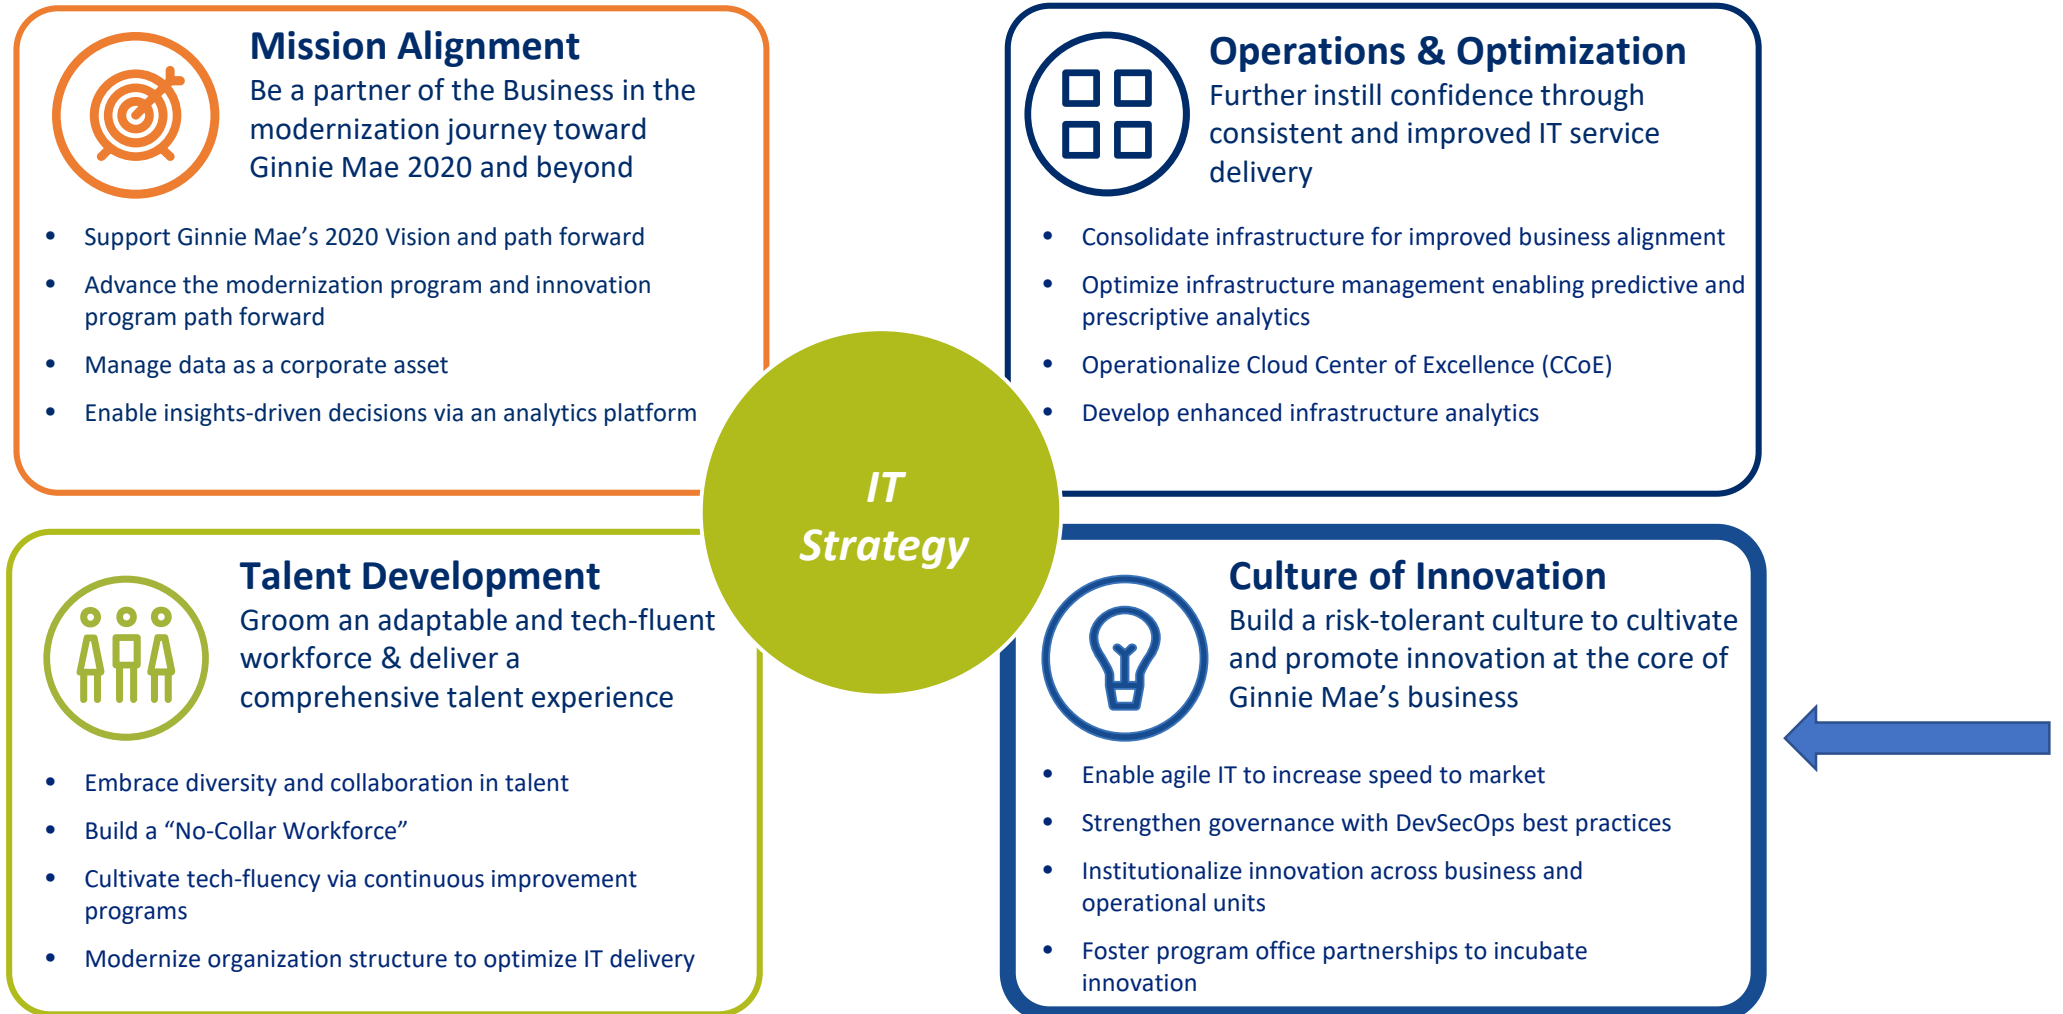 Mission Alignment
Be a partner of the Business in the
modernization journey toward
Ginnie Mae 2020 and beyond
• Support Ginnie Mae’s 2020 Vision and path forward
• Advance the modernization program and innovation
program path forward
• Manage data as a corporate asset
• Enable insights-driven decisions via an analytics platform
Operations & Optimization
Further instill confidence through
consistent and improved IT service
delivery
• Consolidate infrastructure for improved business alignment
• Optimize infrastructure management enabling predictive and
prescriptive analytics
• Operationalize Cloud Center of Excellence (CCoE)
• Develop enhanced infrastructure analytics
IT
Strategy
Talent Development
Groom an adaptable and tech-fluent
workforce & deliver a
comprehensive talent experience
• Embrace diversity and collaboration in talent
• Build a “No-Collar Workforce”
• Cultivate tech-fluency via continuous improvement
programs
• Modernize organization structure to optimize IT delivery
Culture of Innovation
Build a risk-tolerant culture to cultivate
and promote innovation at the core of
Ginnie Mae’s business
• Enable agile IT to increase speed to market
• Strengthen governance with DevSecOps best practices
• Institutionalize innovation across business and
operational units
• Foster program office partnerships to incubate
innovation